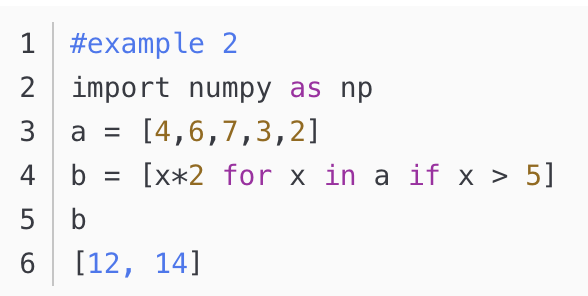 1 #example 2
2 import numpy as np
3 a = [4,6,7,3,2]
4 b = [x*2 for x in a if x > 5]
5 b
6 [12, 14]